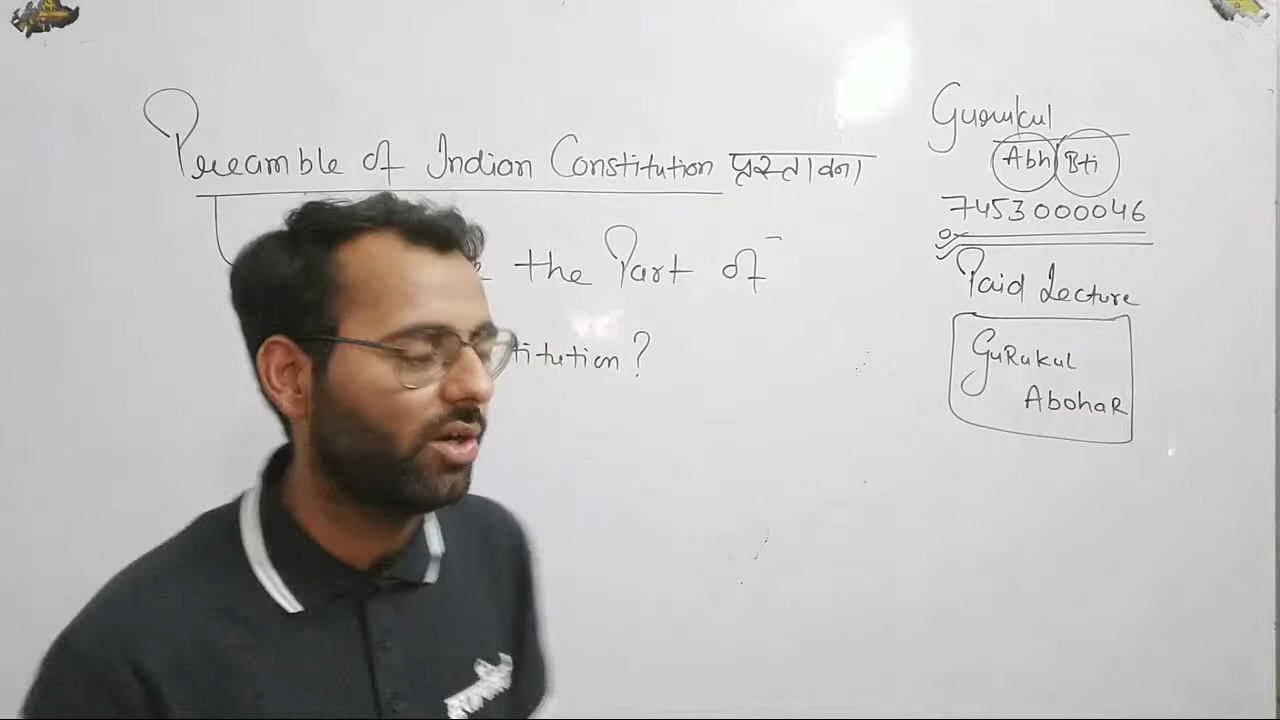 Preamble of Indian Constitution प्रस्तावना
the Part of
titution ?
Gurukul
Abh Bti
7453000046
Paid Lecture
GuRukul
AbohaR